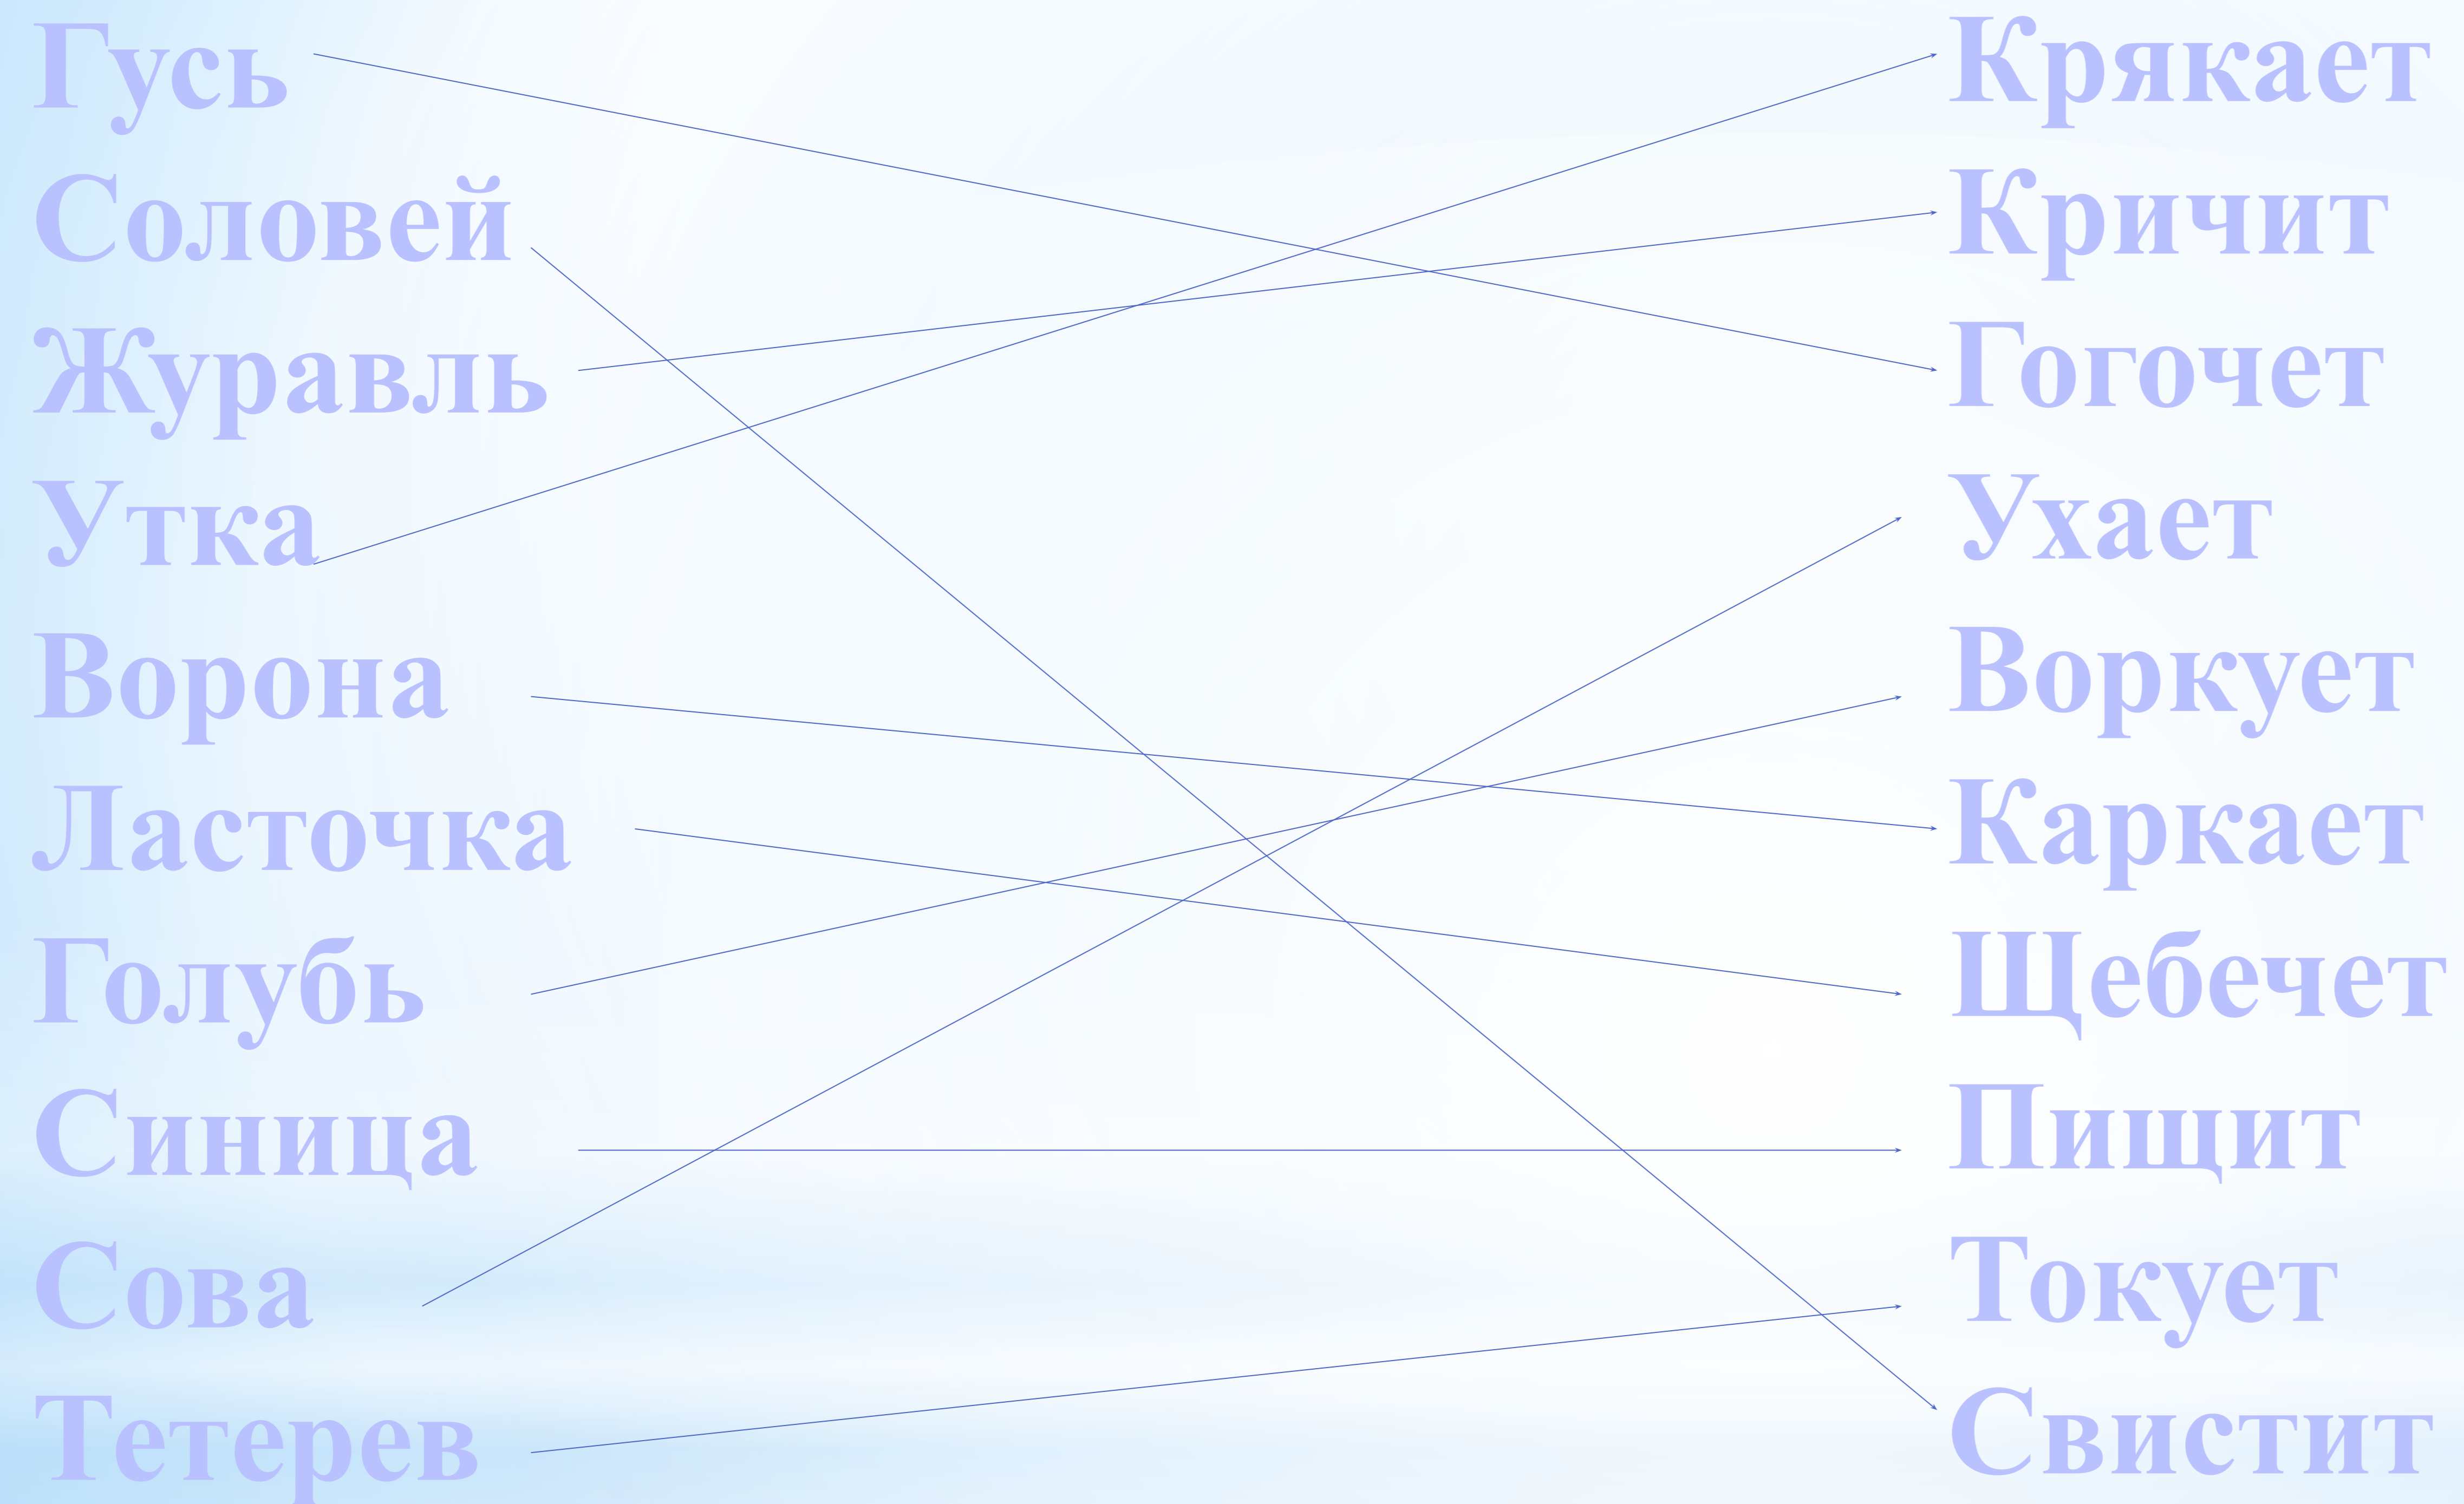 Гусь
Соловей
Журавль
Утка
Ворона
Ласточка
Голубь
Синица
Сова
Тетерев
Крякает
Кричит
Гогочет
Ухает
Воркует
Каркает
Щебечет
Пищит
Токует
Свистит